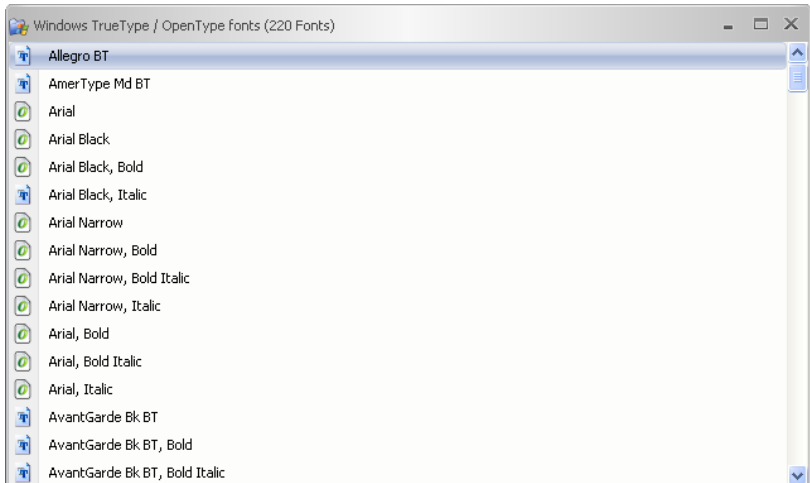 Windows TrueType / OpenType fonts (220 Fonts)
Allegro BT
AmerType Md BT
Arial
Arial Black
Arial Black, Bold
Arial Black, Italic
Arial Narrow
Arial Narrow, Bold
Arial Narrow, Bold Italic
Arial Narrow, Italic
Arial, Bold
Arial, Bold Italic
Arial, Italic
AvantGarde Bk BT
AvantGarde Bk BT, Bold
AvantGarde Bk BT, Bold Italic